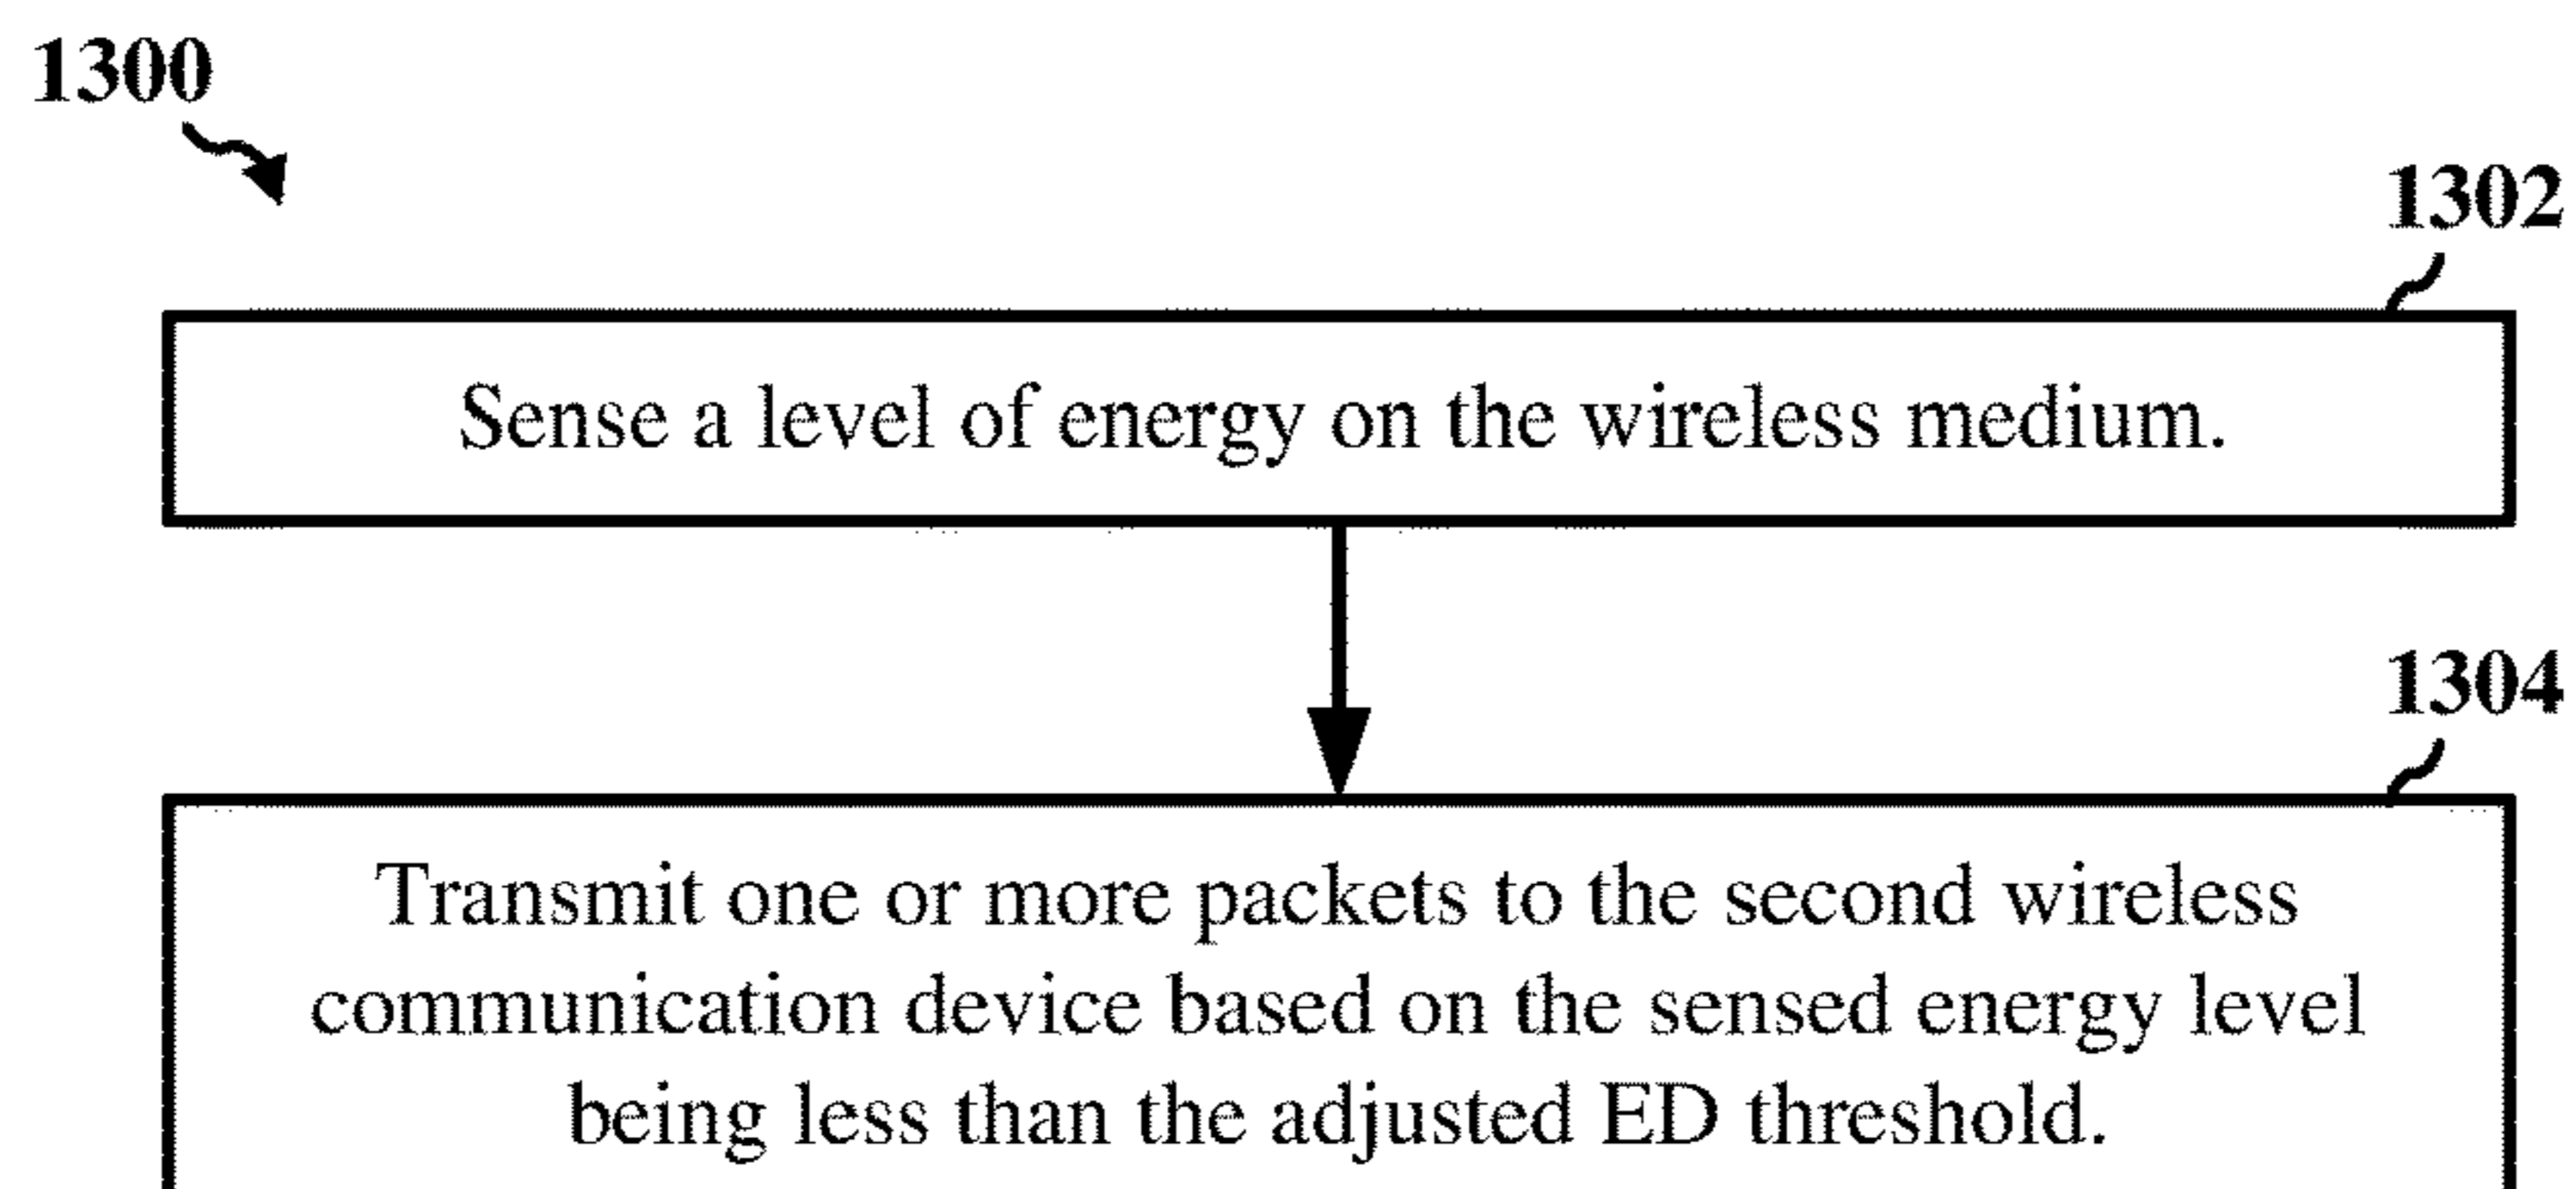 1300
1302
Sense a level of energy on the wireless medium.
1304
Transmit one or more packets to the second wireless
communication device based on the sensed energy level
being less than the adjusted ED threshold.